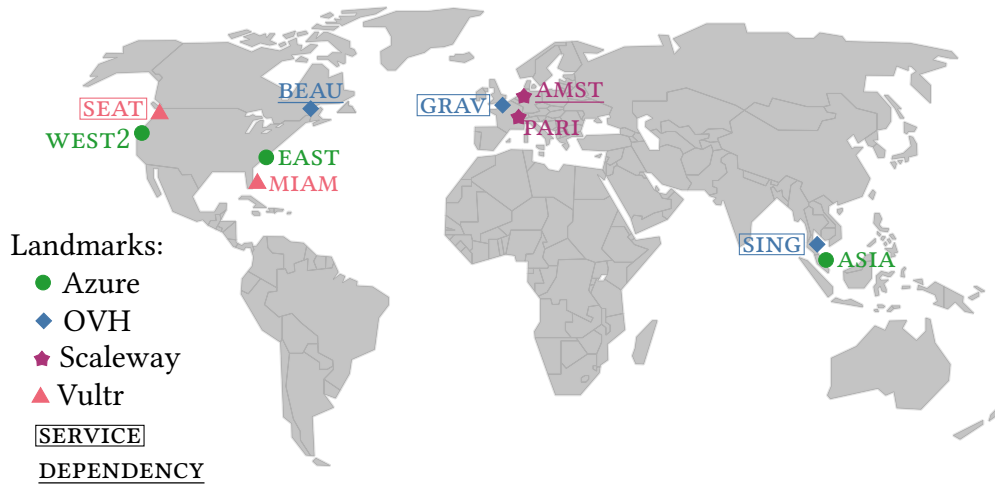 BEAU
AMST
SEAT
GRAV
PARI
WEST2
EAST
MIAM
SING
ASIA
Landmarks:
Azure
OVH
Scaleway
Vultr
SERVICE
DEPENDENCY